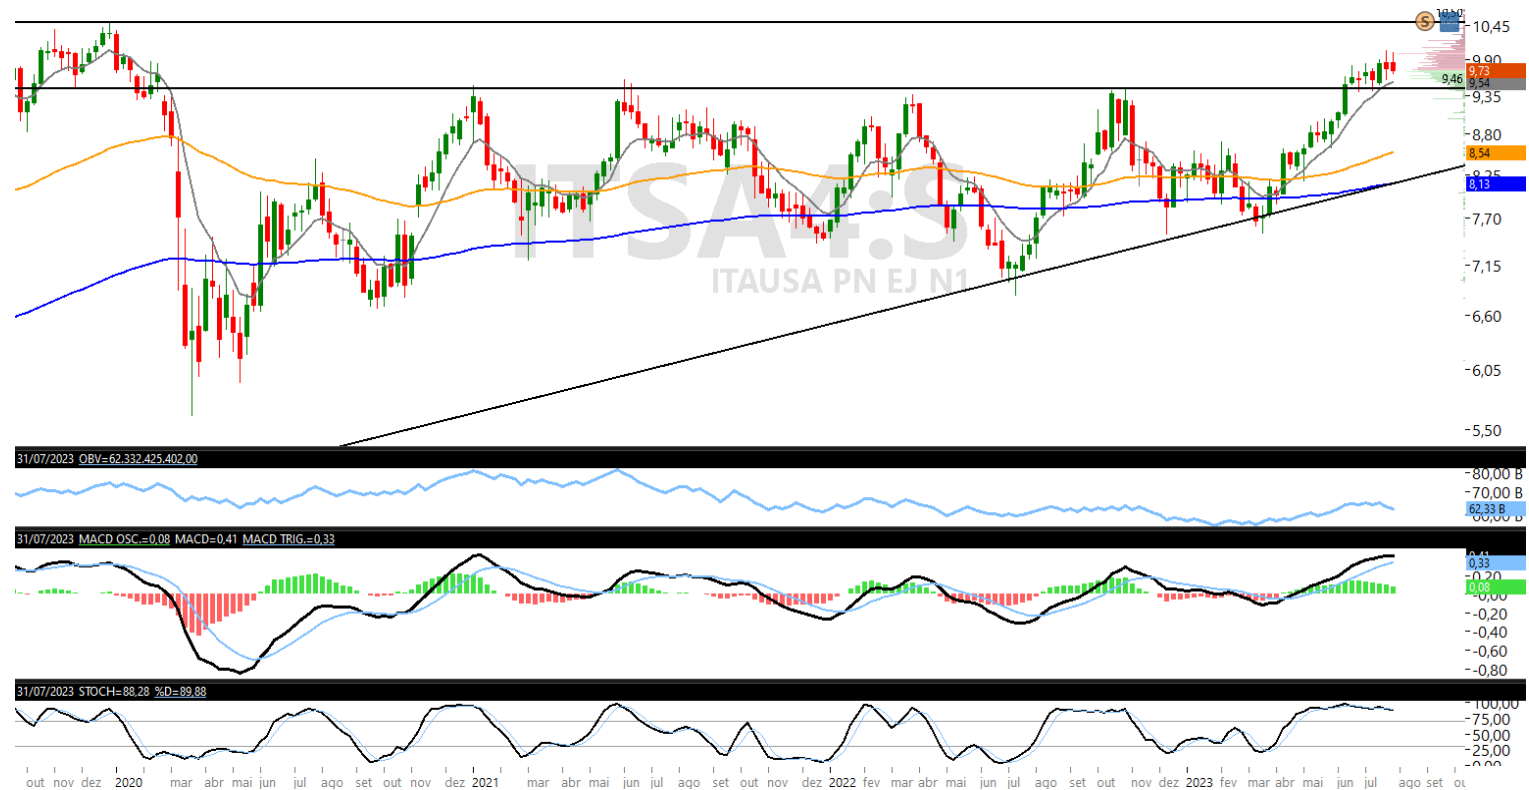 10,50
S
10,45
9,90
9,73
9,46
9,54
9,35
8,80
8,54
8,25
8,13
7,70
7,15
6,60
6,05
5,50
ITSA4:S
ITAUSA PN EJ N1
31/07/2023 OBV=62.332.425.402,00
80,00 B
70,00 B
62,33 B
60,00 B
31/07/2023 MACD OSC.=0,08 MACD=0,41 MACD TRIG.=0,33
0,41
0,33
0,20
0,08
-0,00
-0,20
-0,40
-0,60
-0,80
31/07/2023 STOCH=88,28 %D=89,88
100,00
75,00
50,00
25,00
0,00
out nov dez 2020 mar abr mai jun jul ago set out nov dez 2021 mar abr mai jun jul ago set out nov dez 2022 fev mar abr mai jun jul ago set out nov dez 2023 fev mar abr mai jun jul ago set